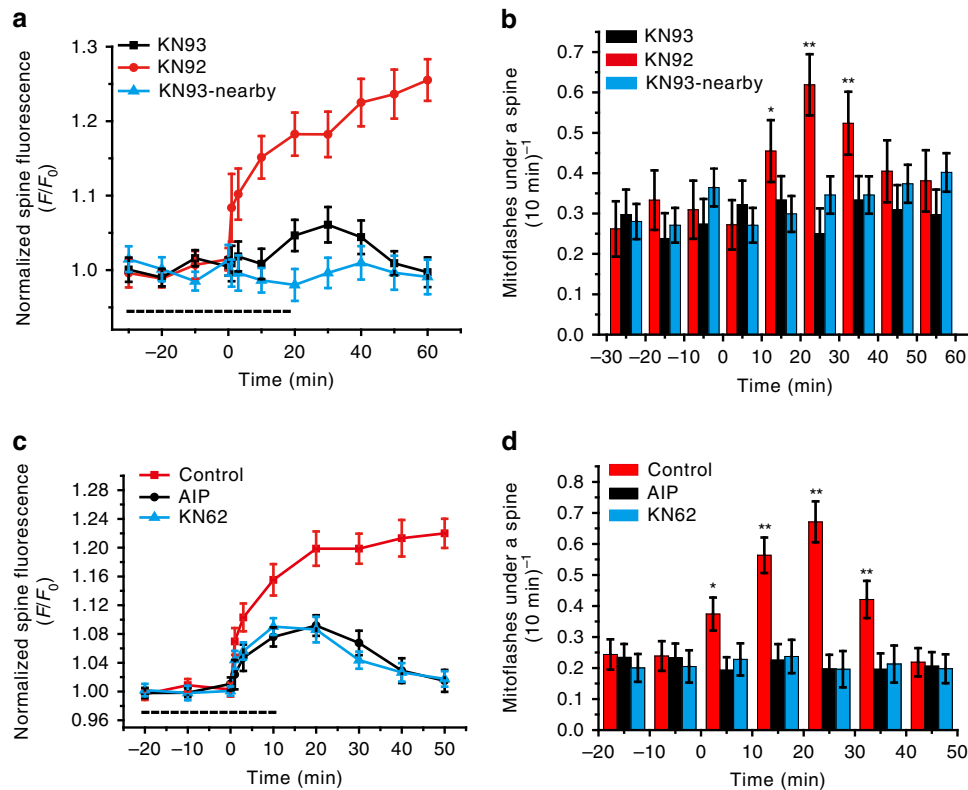 a
KN93
KN92
KN93-nearby
Normalized spine fluorescence
(F/F0)
1.3
1.2
1.1
1.0
–20
0
20
40
60
Time (min)
b
KN93
KN92
KN93-nearby
Mitoflashes under a spine
(10 min)–1
0.7
0.6
0.5
0.4
0.3
0.2
0.1
0.0
*
**
**
–30
–20
–10
0
10
20
30
40
50
60
Time (min)
c
Control
AIP
KN62
Normalized spine fluorescence
(F/F0)
1.28
1.24
1.20
1.16
1.12
1.08
1.04
1.00
0.96
–20
–10
0
10
20
30
40
50
Time (min)
d
Control
AIP
KN62
Mitoflashes under a spine
(10 min)–1
0.8
0.7
0.6
0.5
0.4
0.3
0.2
0.1
0.0
*
**
**
**
–20
–10
0
10
20
30
40
50
Time (min)